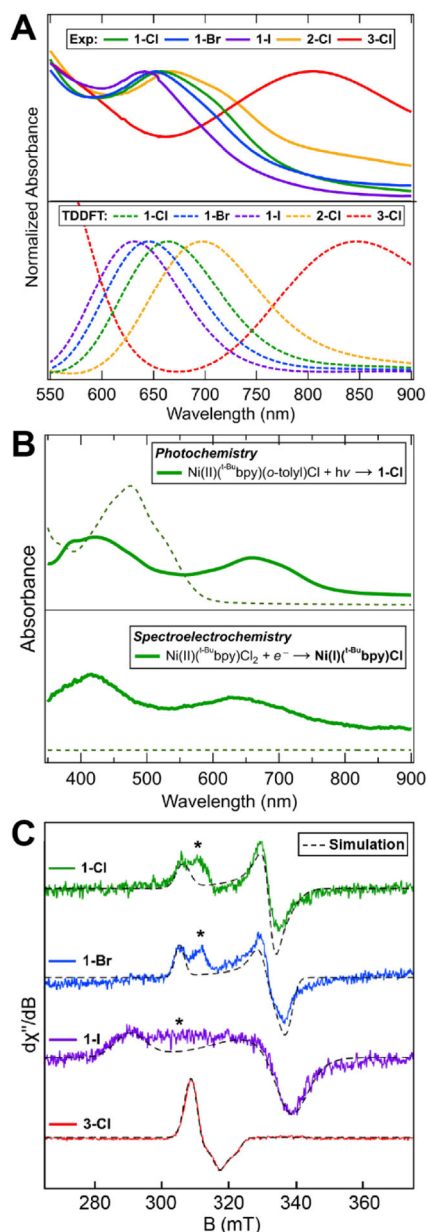 A
Exp: 1-Cl 1-Br 1-I 2-Cl 3-Cl
TDDFT: 1-Cl 1-Br 1-I 2-Cl 3-Cl
Normalized Absorbance
550 600 650 700 750 800 850 900
Wavelength (nm)
B
Photochemistry
Ni(II)(t-Bubpy)(o-tolyl)Cl + hν → 1-Cl
Spectroelectrochemistry
Ni(II)(t-Bubpy)Cl2 + e− → Ni(I)(t-Bubpy)Cl
Absorbance
400 500 600 700 800 900
Wavelength (nm)
C
Simulation
1-Cl
*
1-Br
*
1-I
*
3-Cl
dχ''/dB
280 300 320 340 360
B (mT)